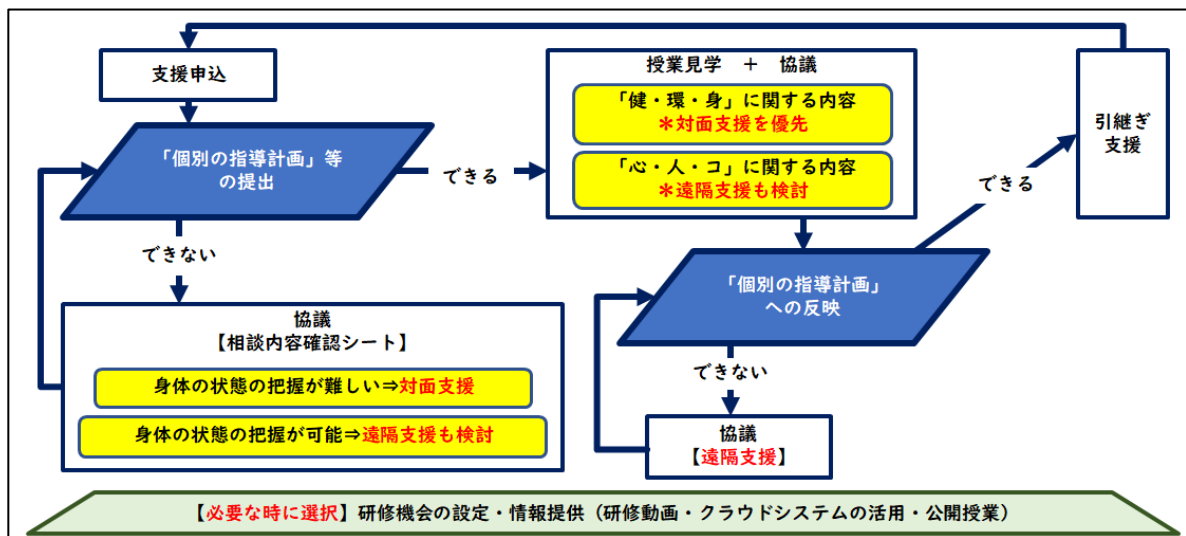 支援申込
「個別の指導計画」等
の提出
できる
できない
協議
【相談内容確認シート】
身体の状態の把握が難しい⇒対面支援
身体の状態の把握が可能⇒遠隔支援も検討
授業見学 + 協議
「健・環・身」に関する内容
*対面支援を優先
「心・人・コ」に関する内容
*遠隔支援も検討
「個別の指導計画」
への反映
できる
できない
協議
【遠隔支援】
引継ぎ
支援
【必要な時に選択】研修機会の設定・情報提供(研修動画・クラウドシステムの活用・公開授業)